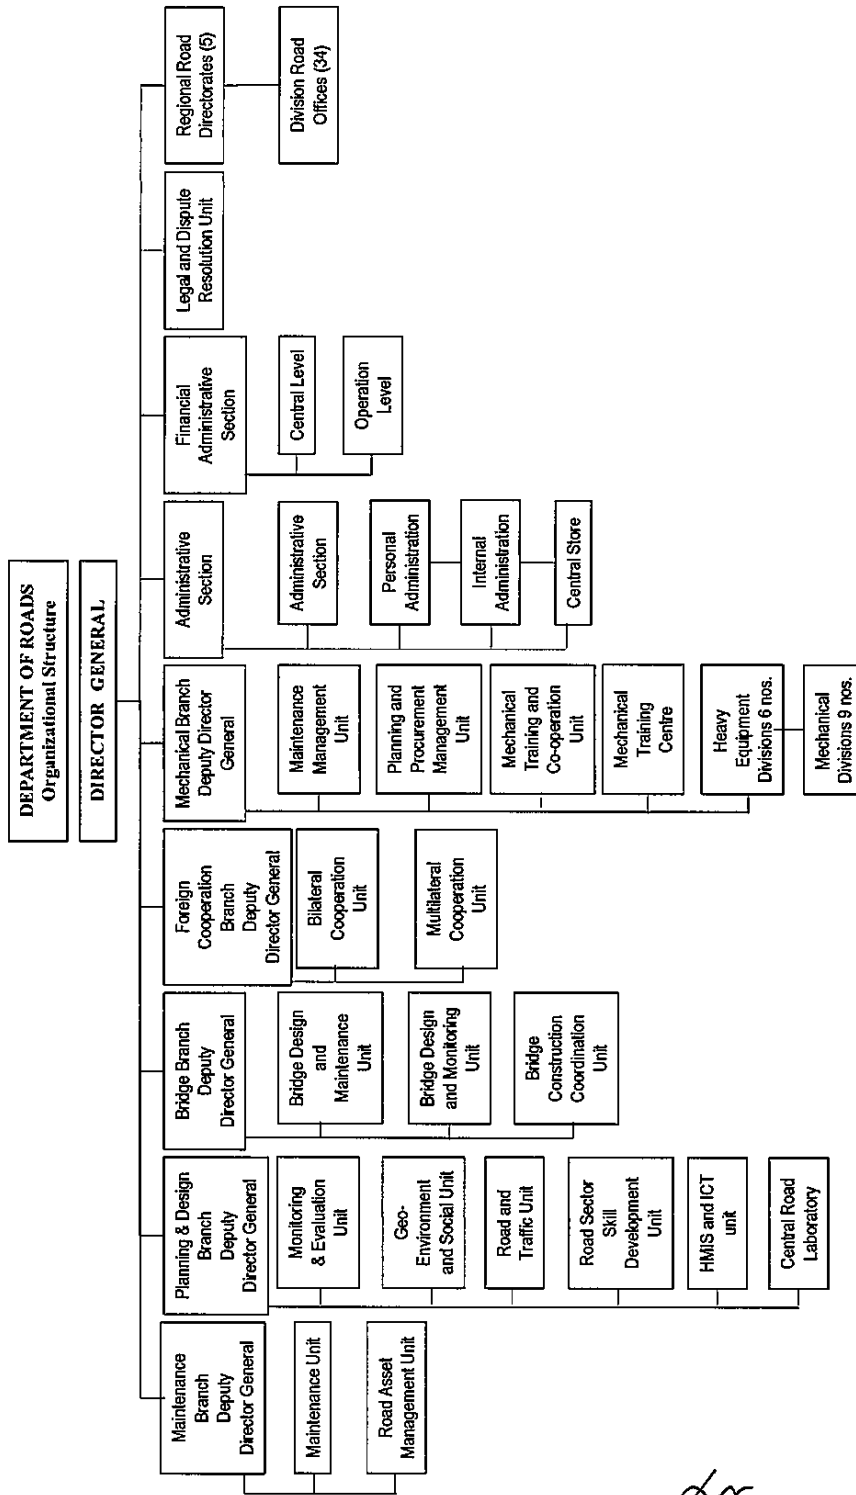 DEPARTMENT OF ROADS
Organizational Structure
DIRECTOR GENERAL
Maintenance
Branch
Deputy
Director General
Maintenance Unit
Road Asset
Management Unit
Planning & Design
Branch
Deputy
Director General
Monitoring
& Evaluation
Unit
Geo-
Environment
and Social Unit
Road and
Traffic Unit
Road Sector
Skill
Development
Unit
HMIS and ICT
unit
Central Road
Laboratory
Bridge Branch
Deputy
Director General
Bridge Design
and
Maintenance
Unit
Bridge Design
and Monitoring
Unit
Bridge
Construction
Coordination
Unit
Foreign
Cooperation
Branch
Deputy
Director General
Bilateral
Cooperation
Unit
Multilateral
Cooperation
Unit
Mechanical Branch
Deputy Director
General
Maintenance
Management
Unit
Planning and
Procurement
Management
Unit
Mechanical
Training and
Co-operation
Unit
Mechanical
Training
Centre
Heavy
Equipment
Divisions 6 nos.
Mechanical
Divisions 9 nos.
Administrative
Section
Administrative
Section
Personal
Administration
Internal
Administration
Central Store
Financial
Administrative
Section
Central Level
Operation
Level
Legal and Dispute
Resolution Unit
Regional Road
Directorates (5)
Division Road
Offices (34)